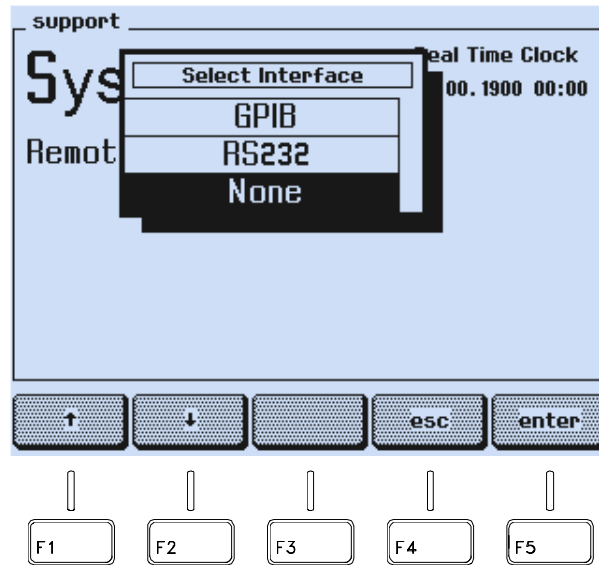 support
Sys
eal Time Clock
Select Interface
00.1900 00:00
GPIB
Remot
RS232
None
↑ ↓ esc enter
F1 F2 F3 F4 F5